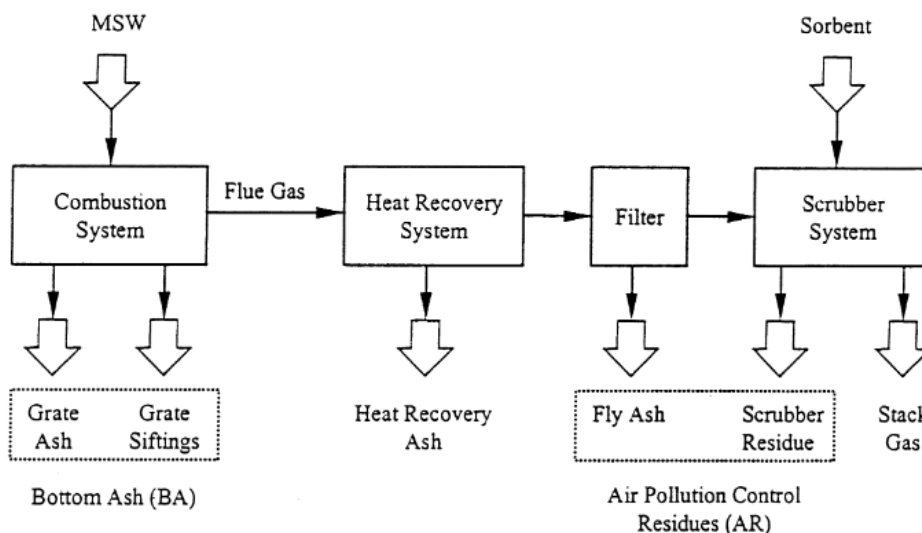 MSW
Sorbent
Combustion
System
Flue Gas
Heat Recovery
System
Filter
Scrubber
System
Grate
Ash
Grate
Siftings
Heat Recovery
Ash
Fly Ash
Scrubber
Residue
Stack
Gas
Bottom Ash (BA)
Air Pollution Control
Residues (AR)